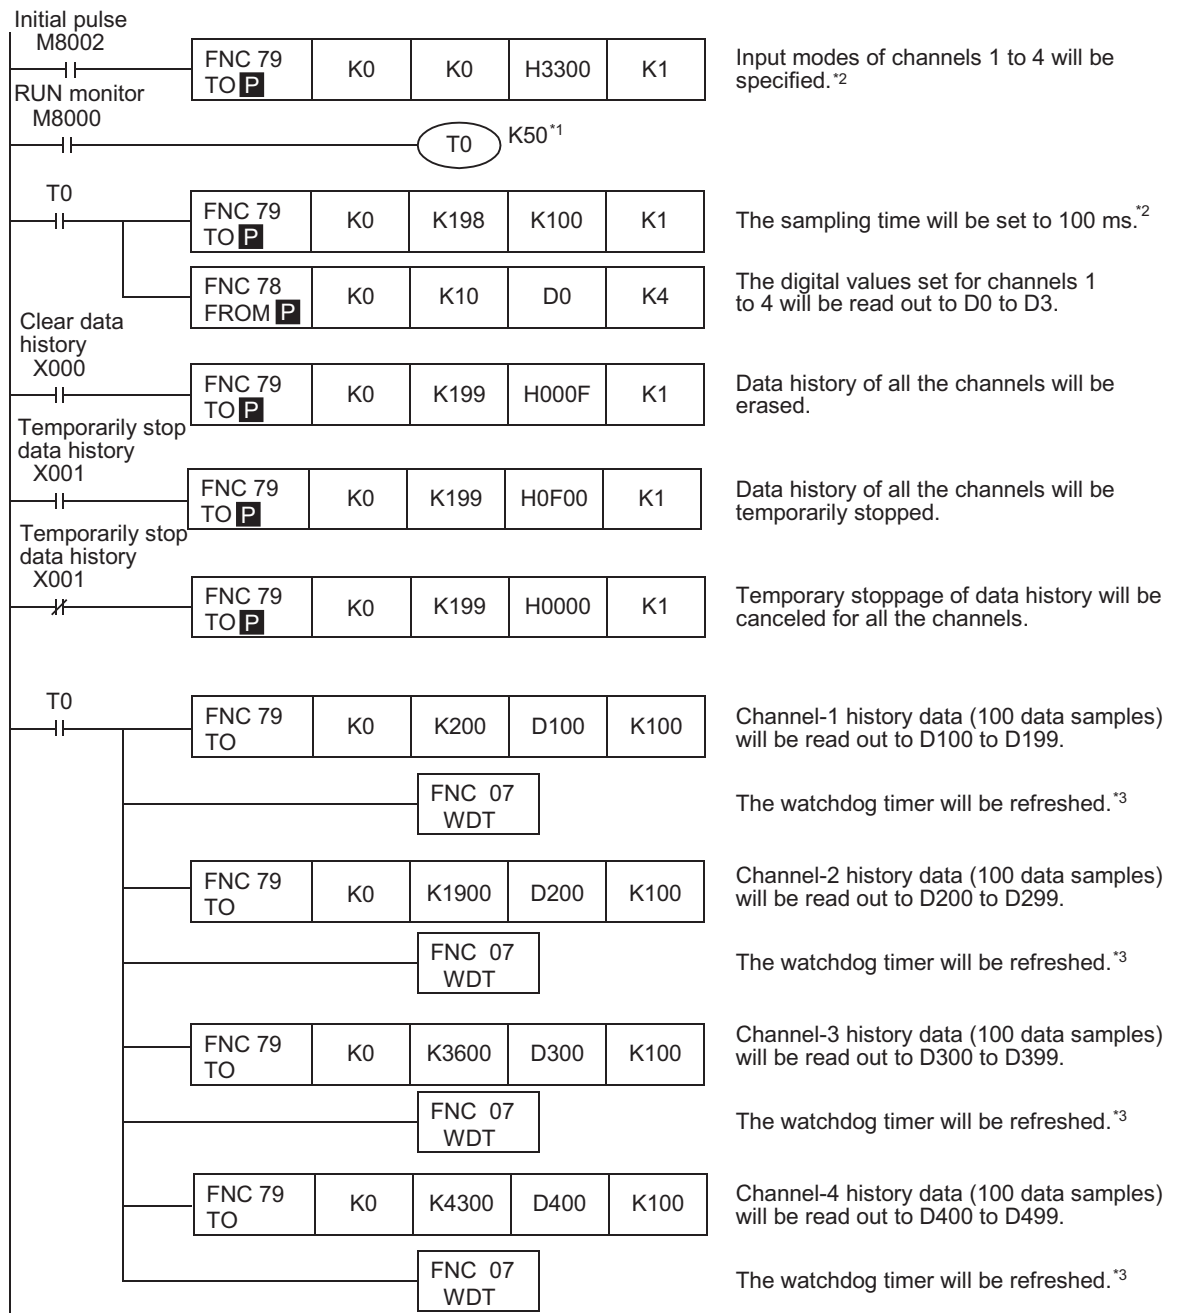 Initial pulse
M8002
FNC 79
TO P
K0
K0
H3300
K1
Input modes of channels 1 to 4 will be
specified.*2
RUN monitor
M8000
T0
K50*1
T0
FNC 79
TO P
K0
K198
K100
K1
The sampling time will be set to 100 ms.*2
FNC 78
FROM P
K0
K10
D0
K4
The digital values set for channels 1
to 4 will be read out to D0 to D3.
Clear data
history
X000
FNC 79
TO P
K0
K199
H000F
K1
Data history of all the channels will be
erased.
Temporarily stop
data history
X001
FNC 79
TO P
K0
K199
H0F00
K1
Data history of all the channels will be
temporarily stopped.
Temporarily stop
data history
X001
FNC 79
TO P
K0
K199
H0000
K1
Temporary stoppage of data history will be
canceled for all the channels.
T0
FNC 79
TO
K0
K200
D100
K100
Channel-1 history data (100 data samples)
will be read out to D100 to D199.
FNC 07
WDT
The watchdog timer will be refreshed.*3
FNC 79
TO
K0
K1900
D200
K100
Channel-2 history data (100 data samples)
will be read out to D200 to D299.
FNC 07
WDT
The watchdog timer will be refreshed.*3
FNC 79
TO
K0
K3600
D300
K100
Channel-3 history data (100 data samples)
will be read out to D300 to D399.
FNC 07
WDT
The watchdog timer will be refreshed.*3
FNC 79
TO
K0
K4300
D400
K100
Channel-4 history data (100 data samples)
will be read out to D400 to D499.
FNC 07
WDT
The watchdog timer will be refreshed.*3